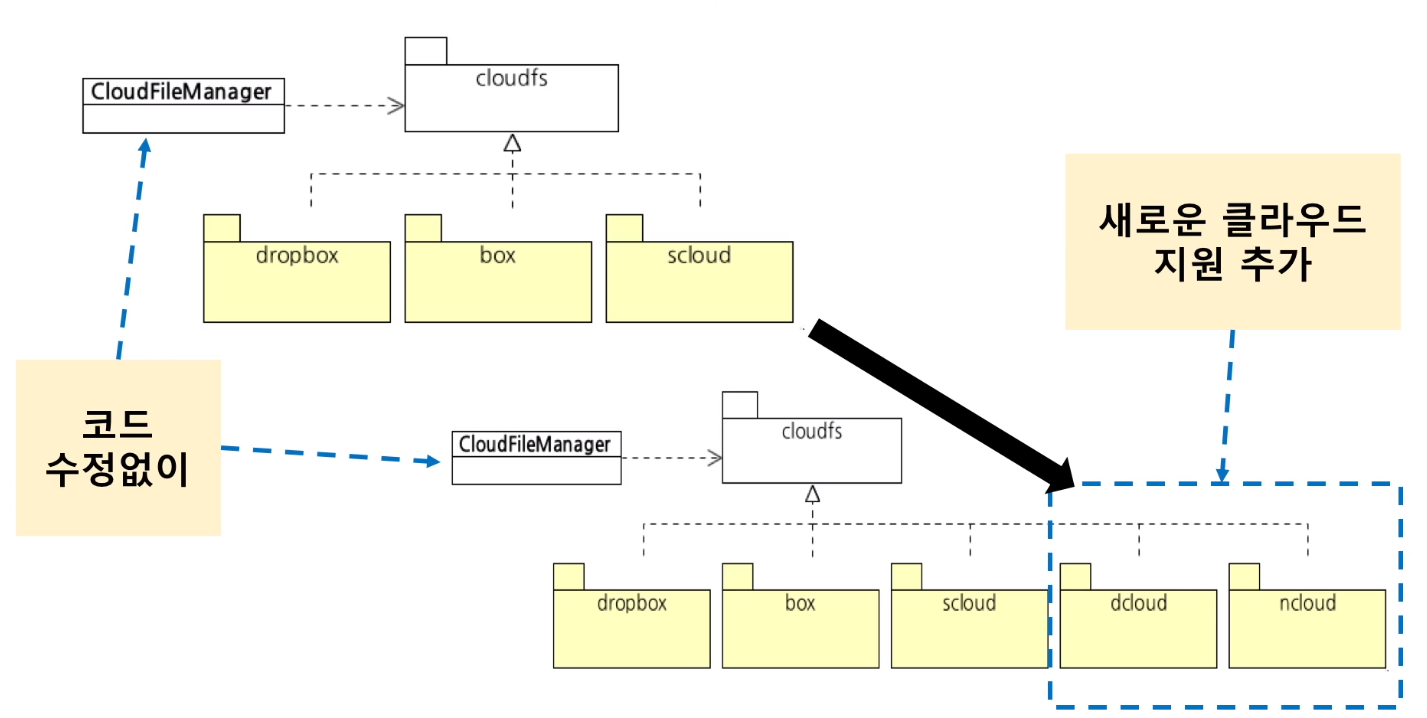 cloudfs
CloudFileManager
dropbox
box
scloud
새로운 클라우드
지원 추가
코드
수정없이
cloudfs
CloudFileManager
dropbox
box
scloud
dcloud
ncloud